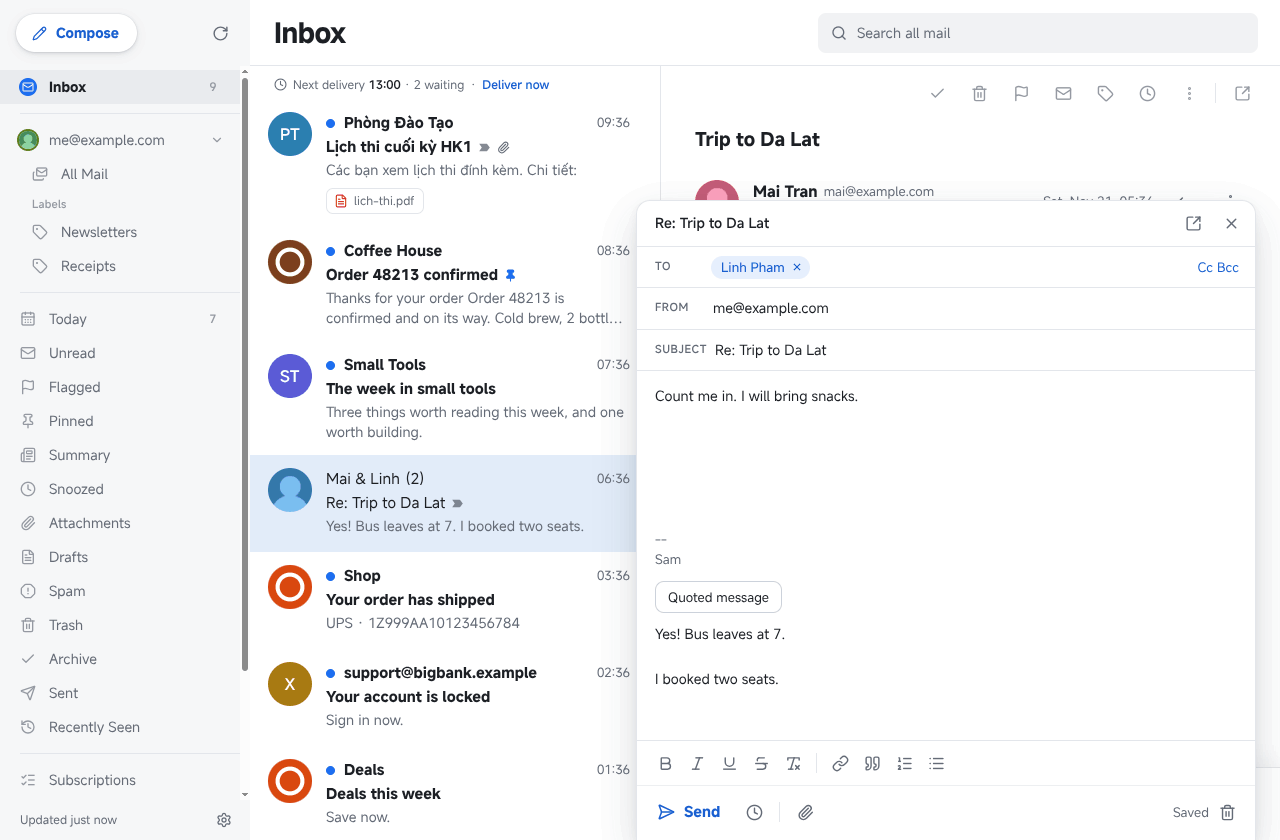 Compose
Inbox 9
me@example.com
All Mail
Labels
Newsletters
Receipts
Today 7
Unread
Flagged
Pinned
Summary
Snoozed
Attachments
Drafts
Spam
Trash
Archive
Sent
Recently Seen
Subscriptions
Updated just now
Inbox
Search all mail
Next delivery 13:00 · 2 waiting · Deliver now
PT
Phòng Đào Tạo 09:36
Lịch thi cuối kỳ HK1
Các bạn xem lịch thi đính kèm. Chi tiết:
lich-thi.pdf
Coffee House 08:36
Order 48213 confirmed
Thanks for your order Order 48213 is
confirmed and on its way. Cold brew, 2 bottl…
ST
Small Tools 07:36
The week in small tools
Three things worth reading this week, and one
worth building.
Mai & Linh (2) 06:36
Re: Trip to Da Lat
Yes! Bus leaves at 7. I booked two seats.
Shop 03:36
Your order has shipped
UPS · 1Z999AA10123456784
X
support@bigbank.example 02:36
Your account is locked
Sign in now.
Deals 01:36
Deals this week
Save now.
Trip to Da Lat
Mai Tran mai@example.com
Re: Trip to Da Lat
TO Linh Pham × Cc Bcc
FROM me@example.com
SUBJECT Re: Trip to Da Lat
Count me in. I will bring snacks.
--
Sam
Quoted message
Yes! Bus leaves at 7.
I booked two seats.
Send
Saved